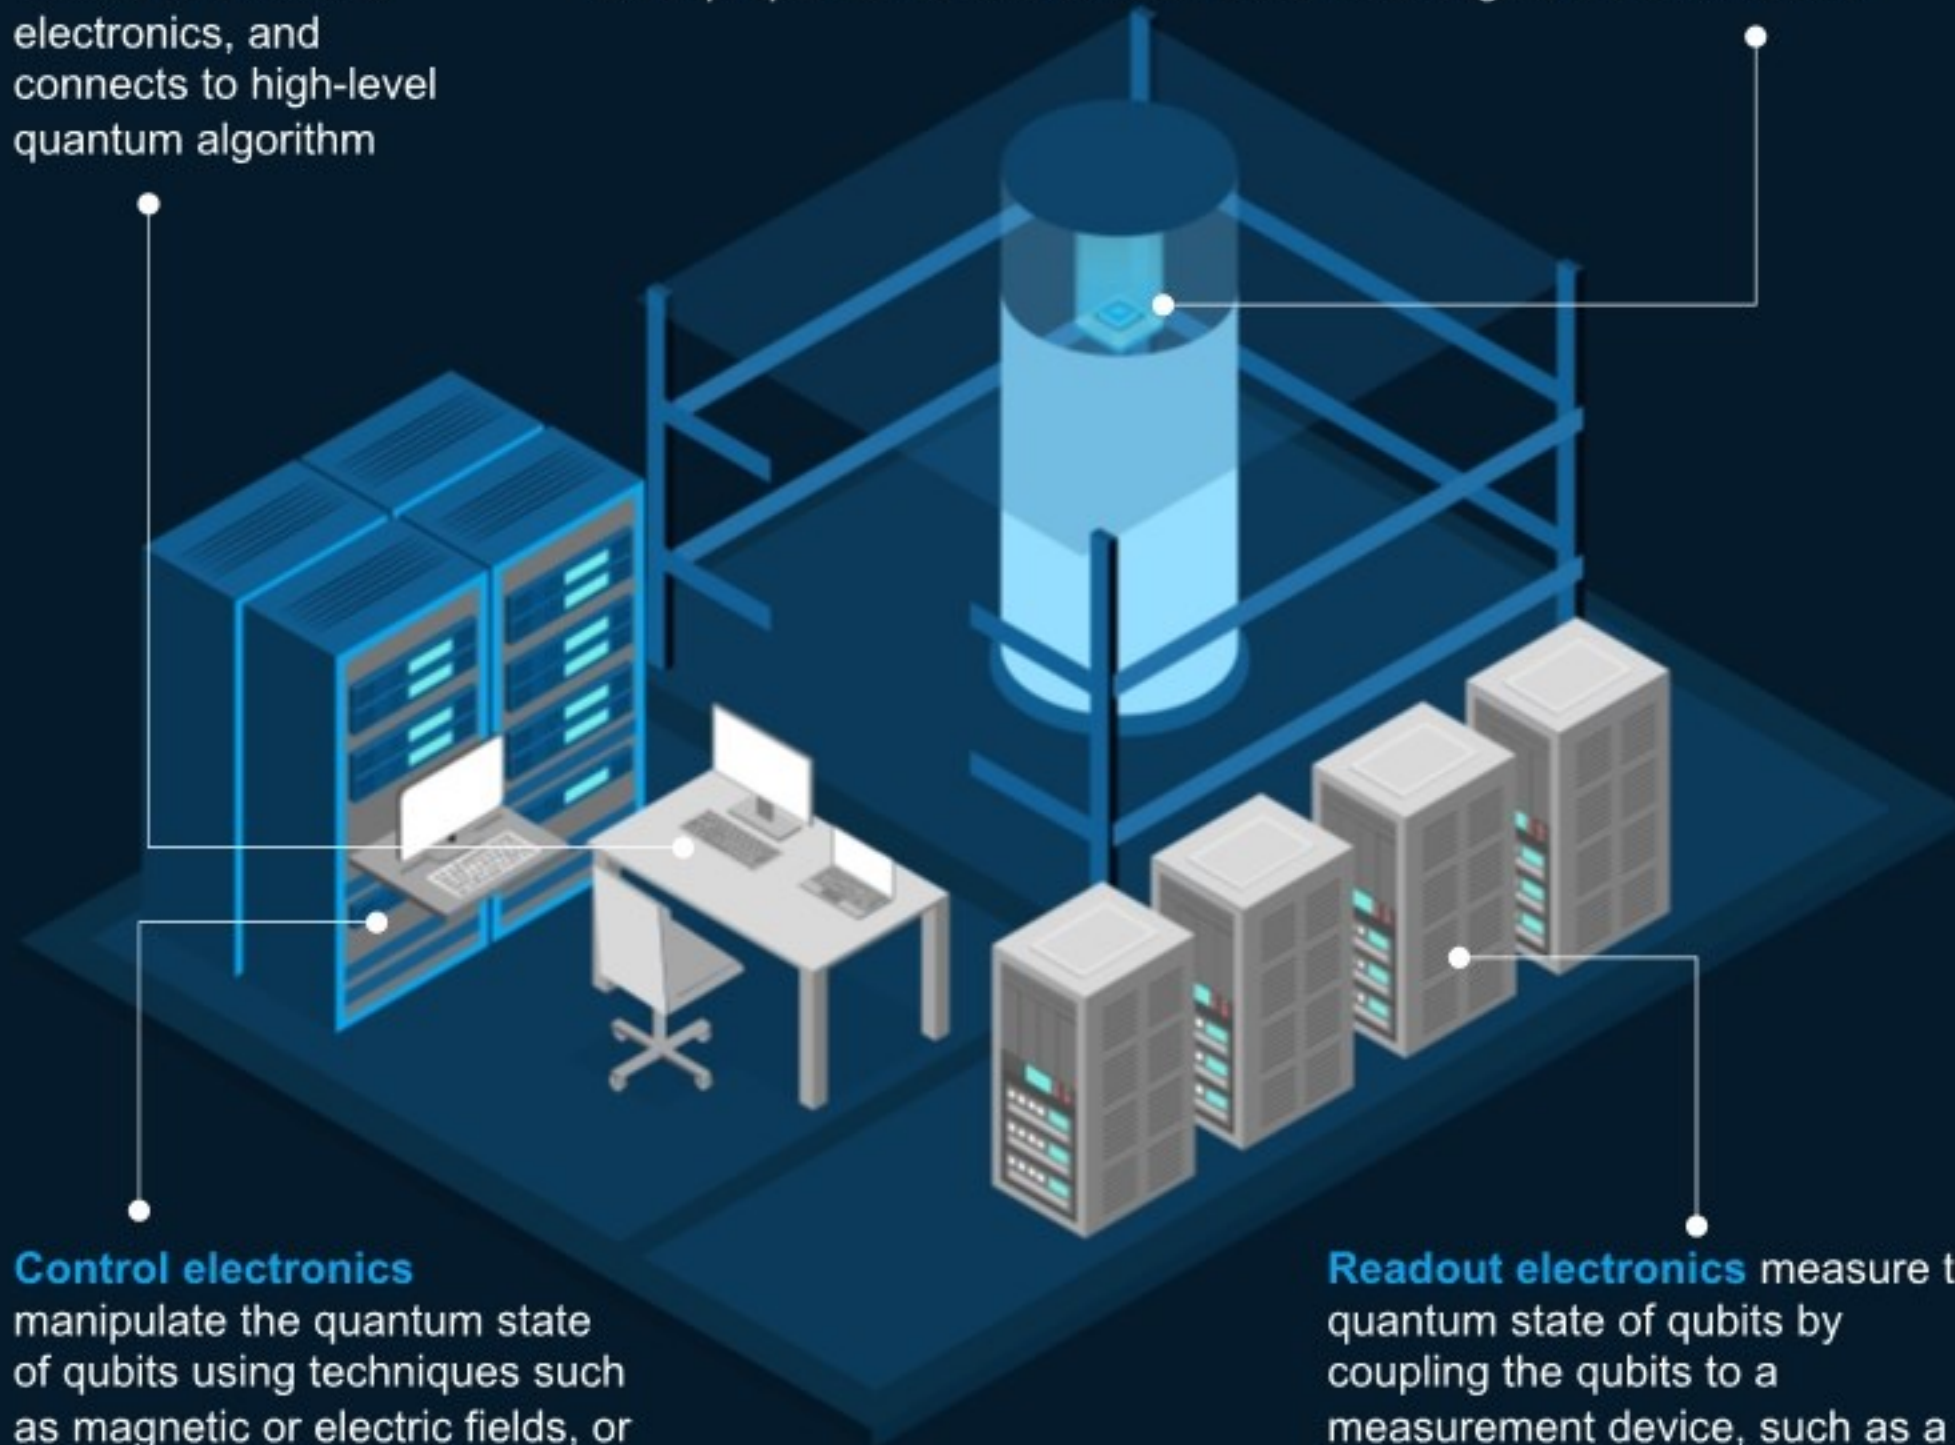 electronics, and
connects to high-level
quantum algorithm
Control electronics
manipulate the quantum state
of qubits using techniques such
as magnetic or electric fields, or
Readout electronics measure t
quantum state of qubits by
coupling the qubits to a
measurement device, such as a